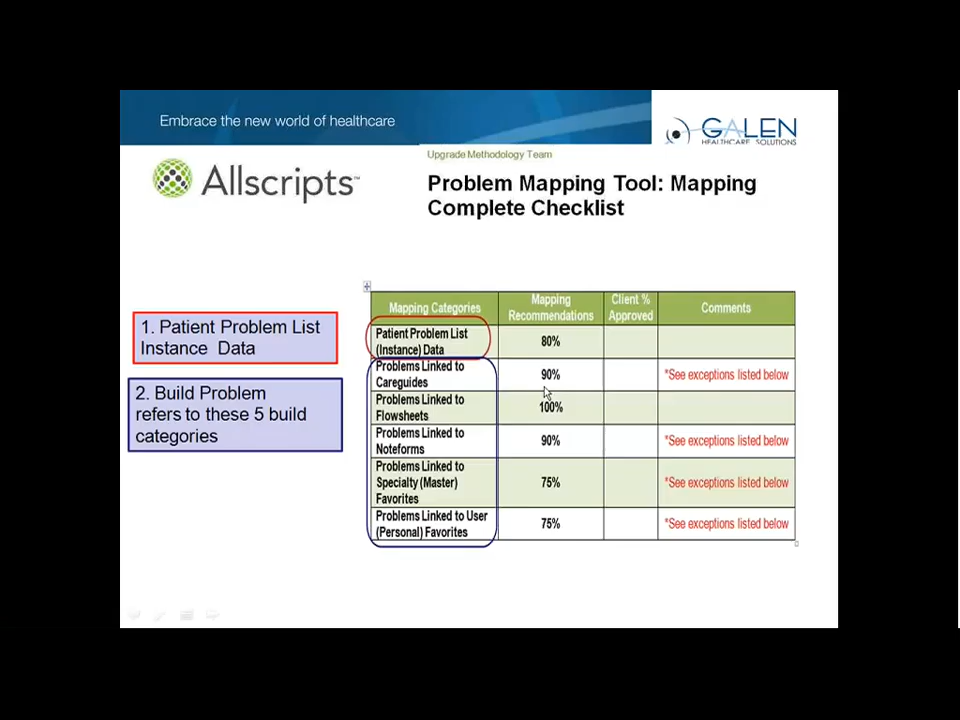 Embrace the new world of healthcare
GALEN
HEALTHCARE SOLUTIONS
Allscripts™
Upgrade Methodology Team
Problem Mapping Tool: Mapping
Complete Checklist
1. Patient Problem List
Instance Data
2. Build Problem
refers to these 5 build
categories
Mapping Categories
Mapping
Recommendations
Client %
Approved
Comments
Patient Problem List
(Instance) Data
80%
Problems Linked to
Careguides
90%
*See exceptions listed below
Problems Linked to
Flowsheets
100%
Problems Linked to
Noteforms
90%
*See exceptions listed below
Problems Linked to
Specialty (Master)
Favorites
75%
*See exceptions listed below
Problems Linked to User
(Personal) Favorites
75%
*See exceptions listed below